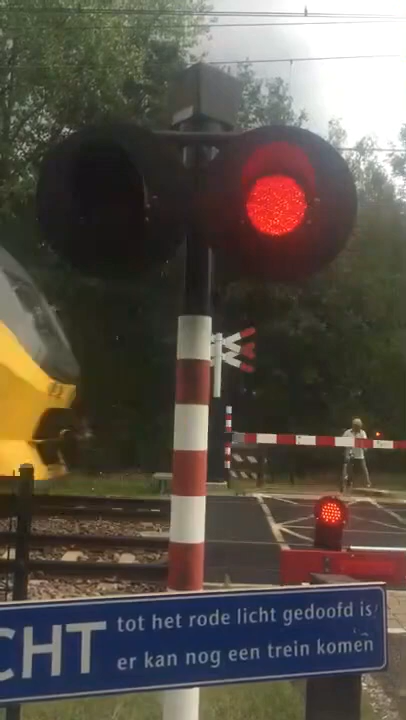 CHT tot het rode licht gedoofd is
er kan nog een trein komen